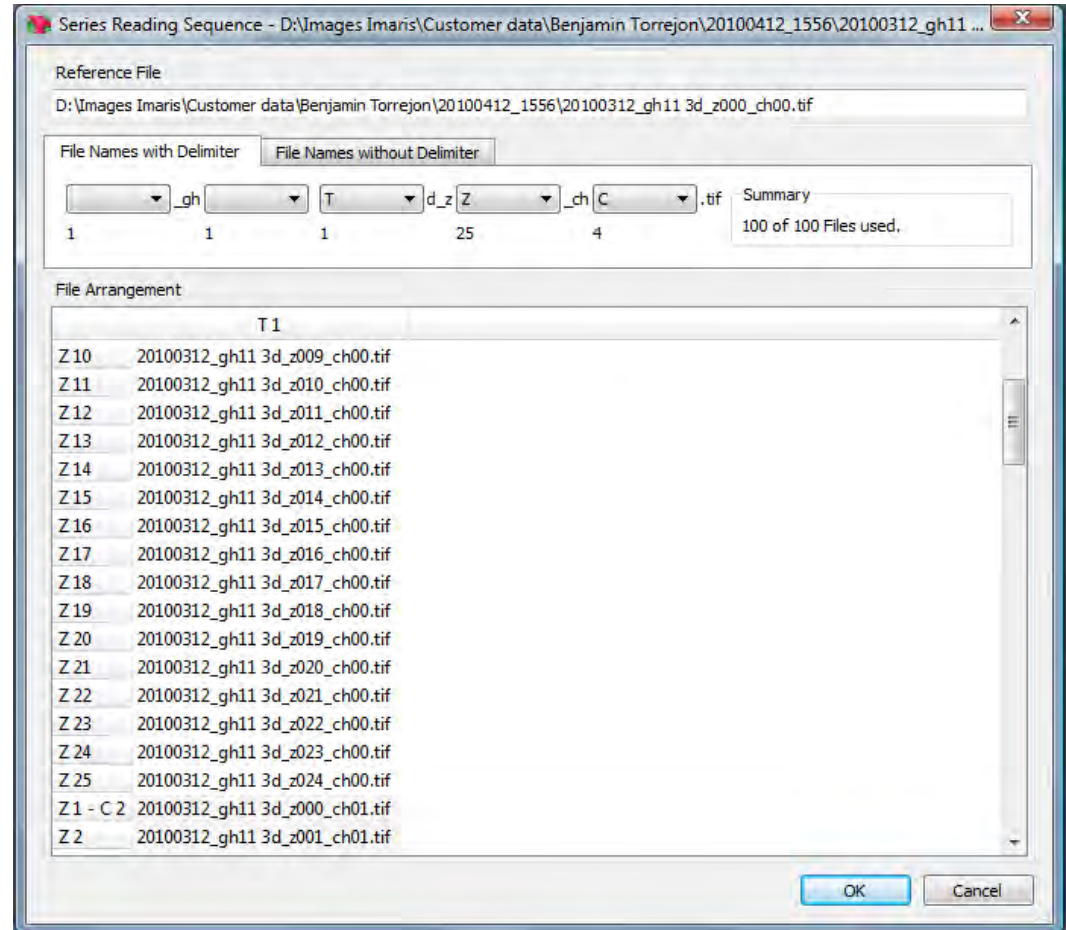 Series Reading Sequence - D:\Images Imaris\Customer data\Benjamin Torrejon\20100412_1556\20100312_gh11 ...
Reference File
D:\Images Imaris\Customer data\Benjamin Torrejon\20100412_1556\20100312_gh11 3d_z000_ch00.tif
File Names with Delimiter File Names without Delimiter
_gh T d_z Z _ch C .tif Summary
1 1 1 25 4 100 of 100 Files used.
File Arrangement
T 1
Z 10 20100312_gh11 3d_z009_ch00.tif
Z 11 20100312_gh11 3d_z010_ch00.tif
Z 12 20100312_gh11 3d_z011_ch00.tif
Z 13 20100312_gh11 3d_z012_ch00.tif
Z 14 20100312_gh11 3d_z013_ch00.tif
Z 15 20100312_gh11 3d_z014_ch00.tif
Z 16 20100312_gh11 3d_z015_ch00.tif
Z 17 20100312_gh11 3d_z016_ch00.tif
Z 18 20100312_gh11 3d_z017_ch00.tif
Z 19 20100312_gh11 3d_z018_ch00.tif
Z 20 20100312_gh11 3d_z019_ch00.tif
Z 21 20100312_gh11 3d_z020_ch00.tif
Z 22 20100312_gh11 3d_z021_ch00.tif
Z 23 20100312_gh11 3d_z022_ch00.tif
Z 24 20100312_gh11 3d_z023_ch00.tif
Z 25 20100312_gh11 3d_z024_ch00.tif
Z 1 - C 2 20100312_gh11 3d_z000_ch01.tif
Z 2 20100312_gh11 3d_z001_ch01.tif
OK Cancel